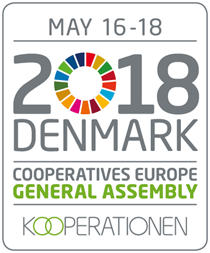 MAY 16-18
2018
DENMARK
COOPERATIVES EUROPE
GENERAL ASSEMBLY
KOOPERATIONEN